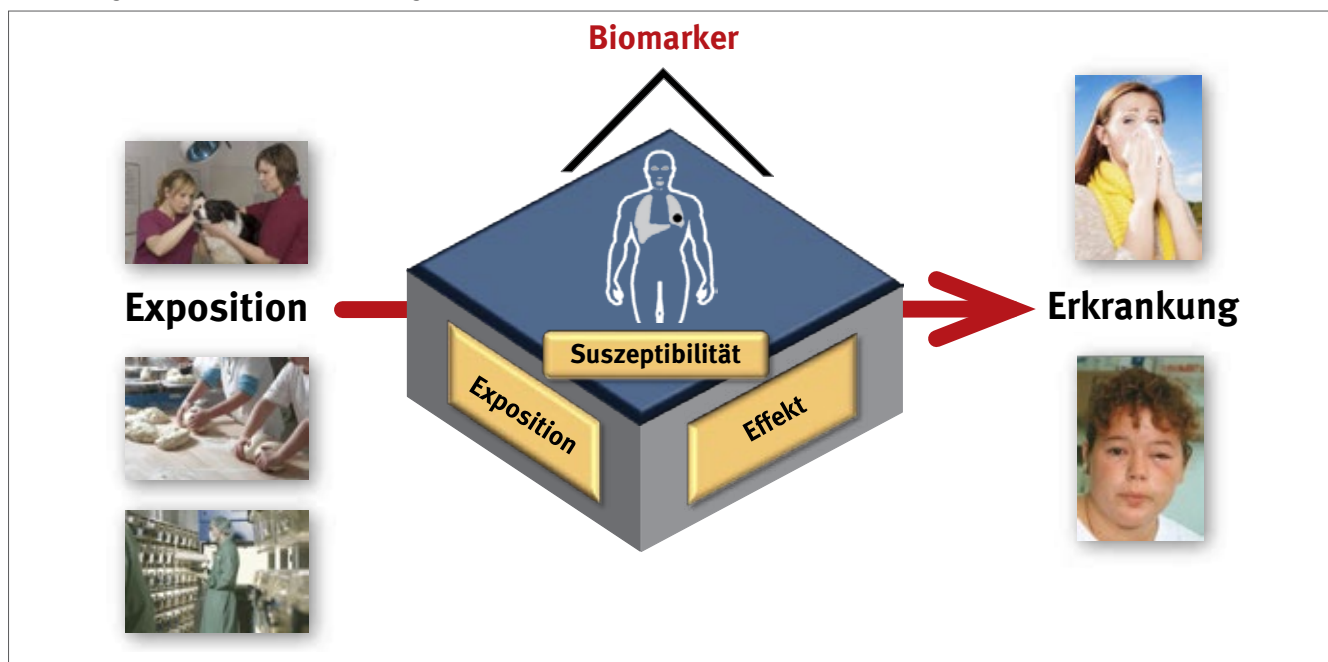 Biomarker
Exposition
Erkrankung
Suszeptibilität
Exposition
Effekt